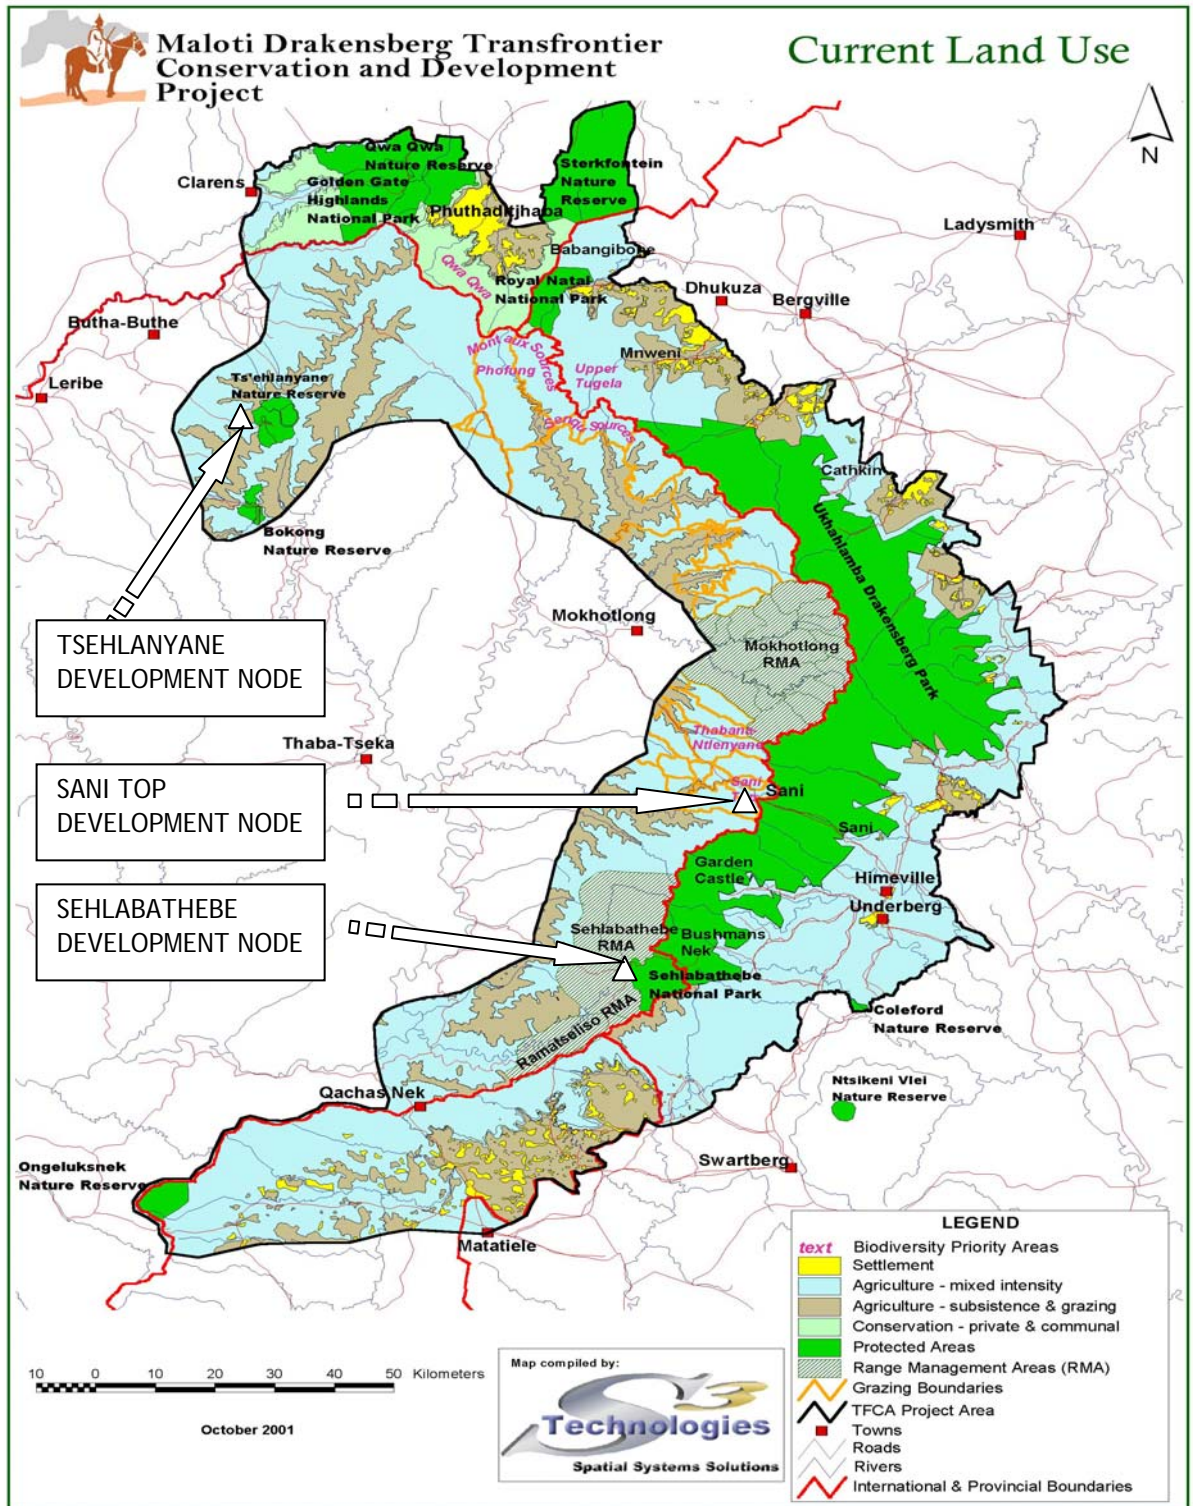 Maloti Drakensberg Transfrontier
Conservation and Development
Project
Current Land Use
N
Qwa Qwa
Nature Reserve
Sterkfontein
Nature
Reserve
Clarens
Golden Gate
Highlands
National Park
Phuthaditjhaba
Ladysmith
Babangibone
Qwa Qwa
Royal Natal
National Park
Dhukuza
Bergville
Butha-Buthe
Mont aux Sources
Mnweni
Phofung
Upper
Tugela
Leribe
Ts'ehlanyane
Nature Reserve
Senqu Sources
Cathkin
Ukhahlamba Drakensberg Park
Bokong
Nature Reserve
Mokhotlong
TSEHLANYANE
DEVELOPMENT NODE
Mokhotlong
RMA
Thabana
Ntlenyana
Thaba-Tseka
SANI TOP
DEVELOPMENT NODE
Sani
Sani
Sani
Garden
Castle
Himeville
Underberg
SEHLABATHEBE
DEVELOPMENT NODE
Sehlabathebe
RMA
Bushmans
Nek
Sehlabathebe
National Park
Coleford
Nature Reserve
Ramatseliso RMA
Ntsikeni Vlei
Nature Reserve
Qachas Nek
Swartberg
Ongeluksnek
Nature Reserve
Matatiele
LEGEND
text Biodiversity Priority Areas
Settlement
Agriculture - mixed intensity
Agriculture - subsistence & grazing
Conservation - private & communal
Protected Areas
Range Management Areas (RMA)
Grazing Boundaries
TFCA Project Area
Towns
Roads
Rivers
International & Provincial Boundaries
10 0 10 20 30 40 50 Kilometers
October 2001
Map compiled by:
S3
Technologies
Spatial Systems Solutions